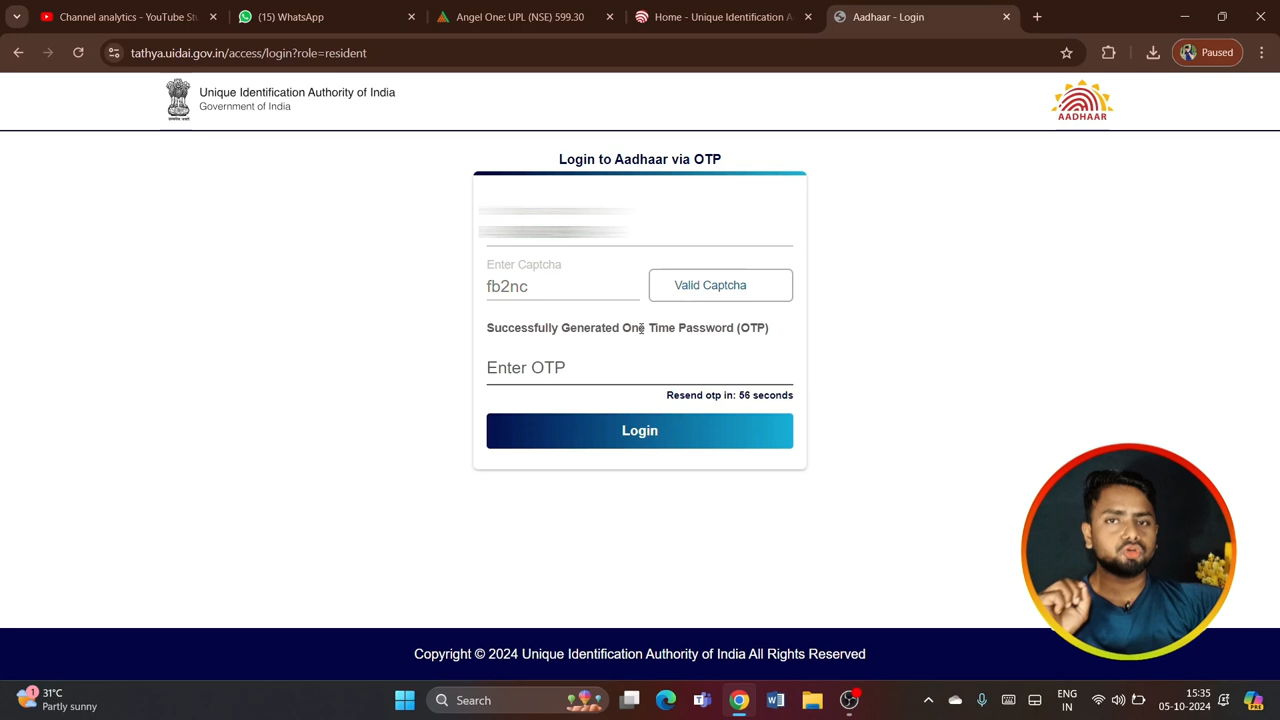 Channel analytics - YouTube St
(15) WhatsApp
Angel One: UPL (NSE) 599.30
Home - Unique Identification A
Aadhaar - Login
tathya.uidai.gov.in/access/login?role=resident
Paused
Unique Identification Authority of India
Government of India
AADHAAR
Login to Aadhaar via OTP
Enter Captcha
fb2nc
Valid Captcha
Successfully Generated One Time Password (OTP)
Enter OTP
Resend otp in: 56 seconds
Login
Copyright © 2024 Unique Identification Authority of India All Rights Reserved
1
31°C
Partly sunny
Search
ENG
IN
15:35
05-10-2024